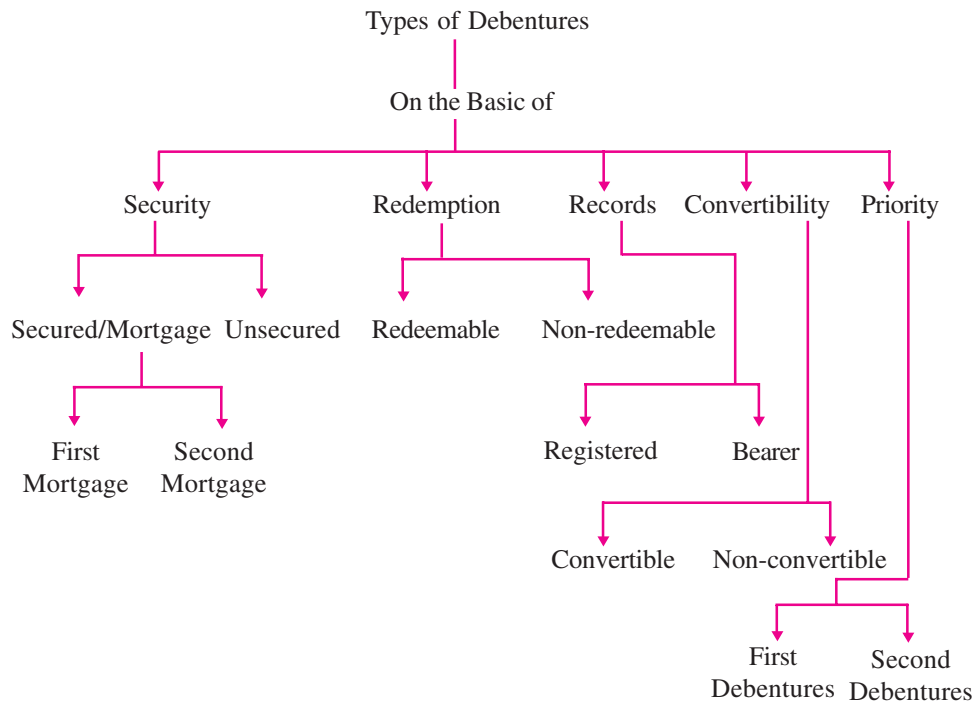 Types of Debentures
On the Basic of
Security Redemption Records Convertibility Priority
Secured/Mortgage Unsecured Redeemable Non-redeemable
First Mortgage
Second Mortgage
Registered Bearer
Convertible Non-convertible
First Debentures
Second Debentures